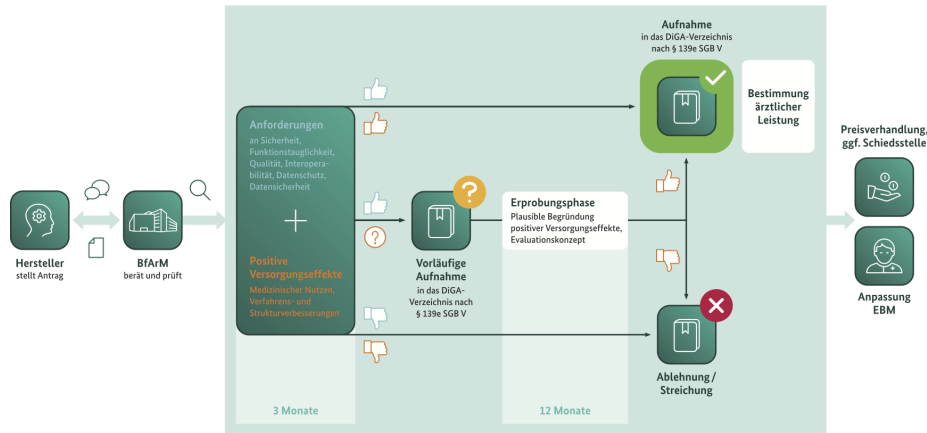 Hersteller
stellt Antrag
BfArM
berät und prüft
Anforderungen
an Sicherheit,
Funktionstauglichkeit,
Qualität, Interopera-
bilität, Datenschutz,
Datensicherheit
Positive
Versorgungseffekte
Medizinischer Nutzen,
Verfahrens- und
Strukturverbesserungen
3 Monate
?
?
Vorläufige
Aufnahme
in das DiGA-
Verzeichnis nach
§ 139e SGB V
Erprobungsphase
Plausible Begründung
positiver Versorgungseffekte,
Evaluationskonzept
12 Monate
Aufnahme
in das DiGA-Verzeichnis
nach § 139e SGB V
Bestimmung
ärztlicher
Leistung
Ablehnung /
Streichung
Preisverhandlung,
ggf. Schiedsstelle
Anpassung
EBM